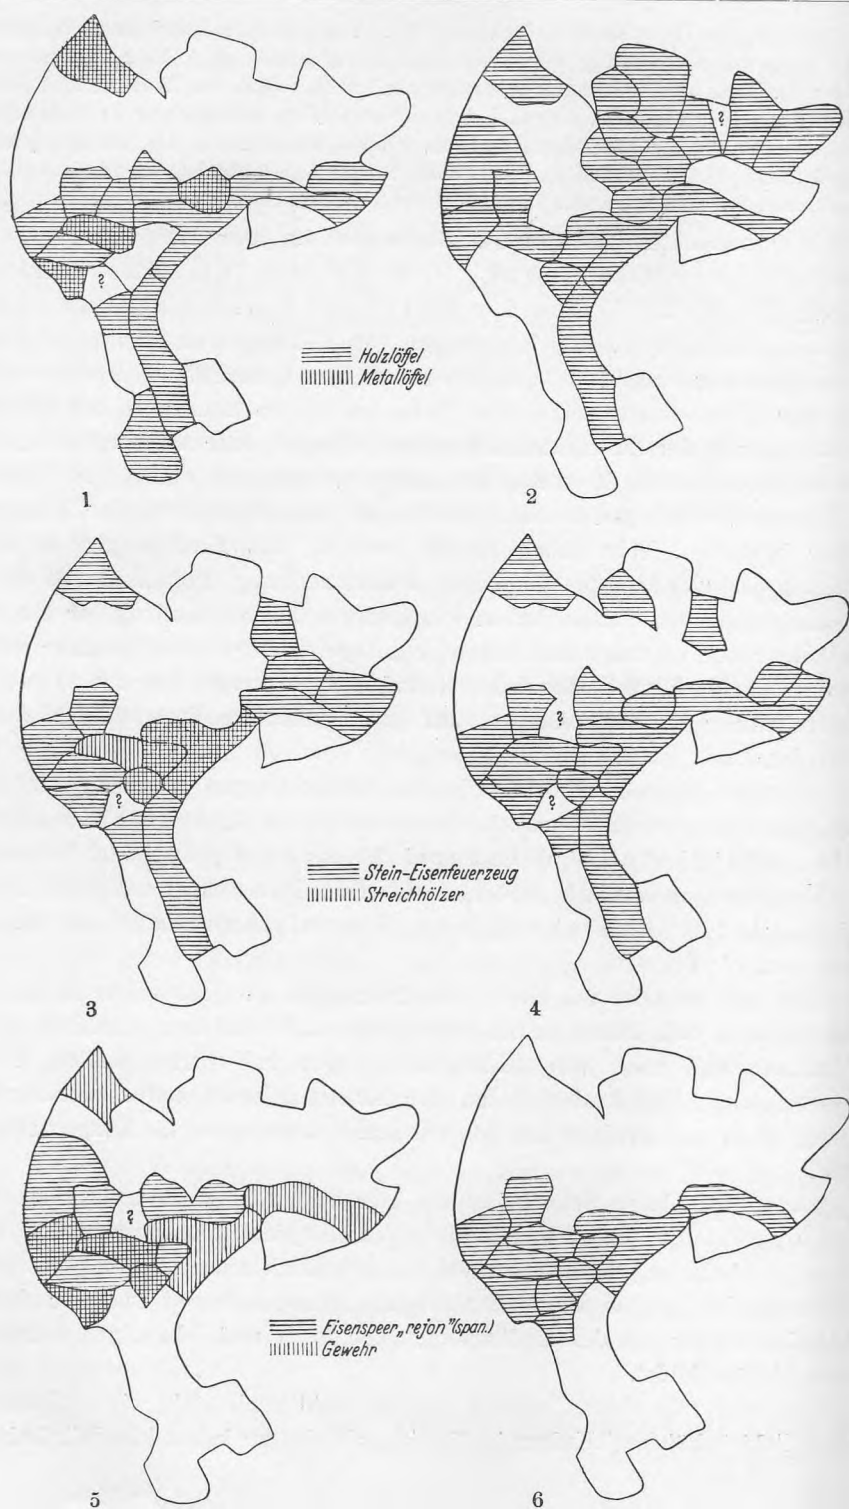 ?
?
Holzlöffel
Metallöffel
1
2
?
?
?
Stein-Eisenfeuerzeug
Streichhölzer
3
4
?
Eisenspeer „rejon” (span.)
Gewehr
5
6